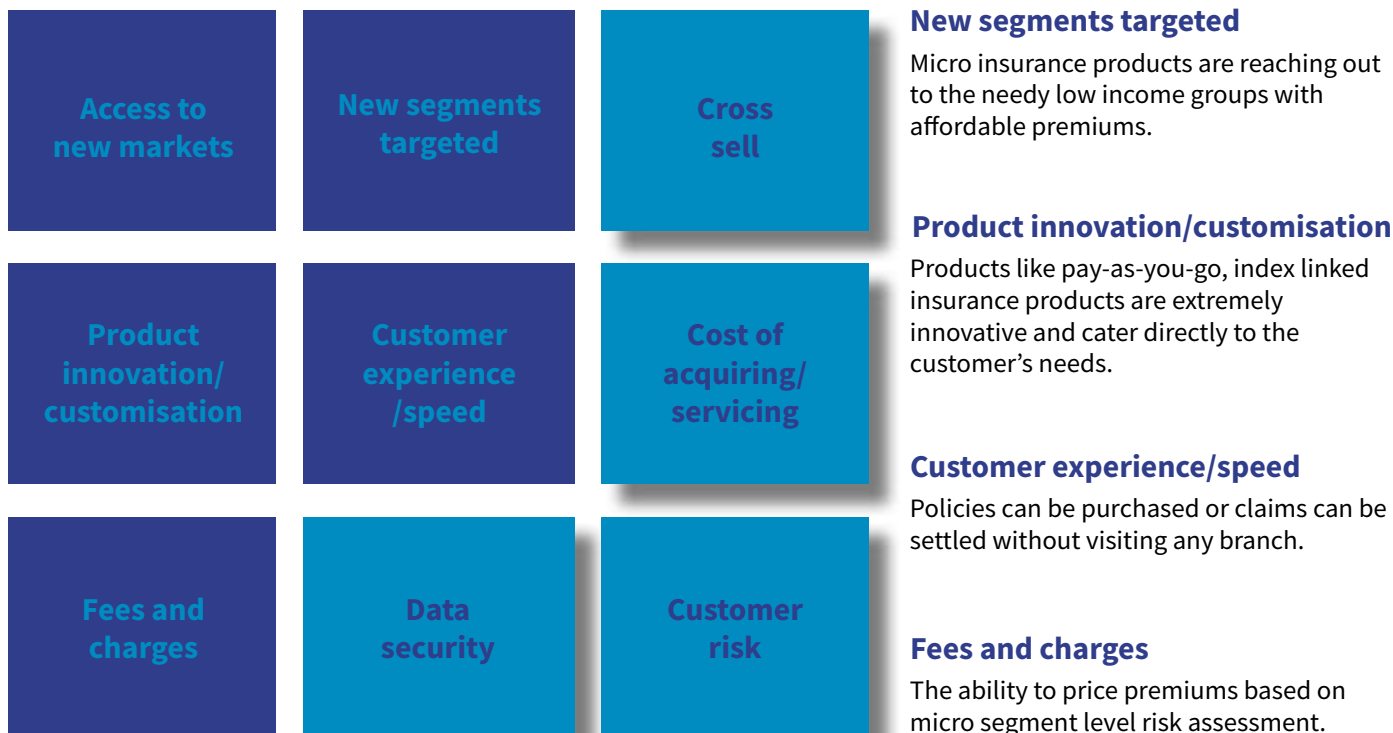 Access to
new markets
New segments
targeted
Cross
sell
Product
innovation/
customisation
Customer
experience
/speed
Cost of
acquiring/
servicing
Fees and
charges
Data
security
Customer
risk
New segments targeted
Micro insurance products are reaching out
to the needy low income groups with
affordable premiums.
Product innovation/customisation
Products like pay-as-you-go, index linked
insurance products are extremely
innovative and cater directly to the
customer’s needs.
Customer experience/speed
Policies can be purchased or claims can be
settled without visiting any branch.
Fees and charges
The ability to price premiums based on
micro segment level risk assessment.